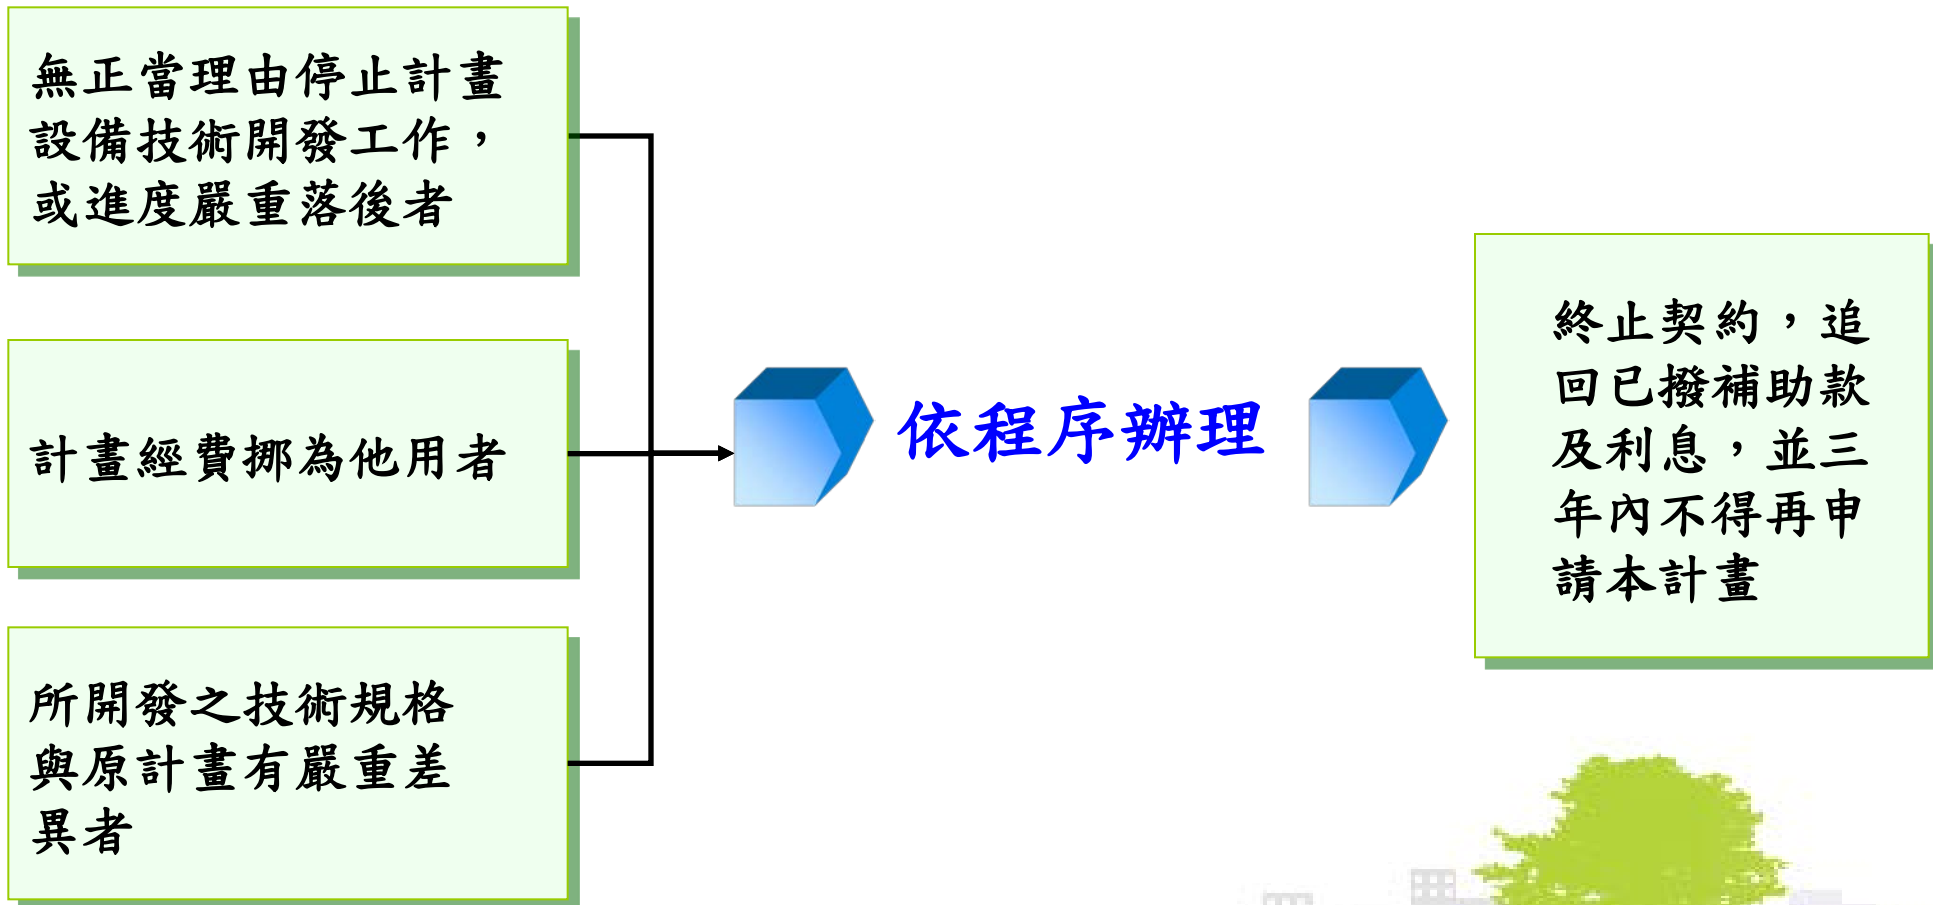 無正當理由停止計畫
設備技術開發工作，
或進度嚴重落後者
計畫經費挪為他用者
所開發之技術規格
與原計畫有嚴重差
異者
依程序辦理
終止契約，追
回已撥補助款
及利息，並三
年內不得再申
請本計畫